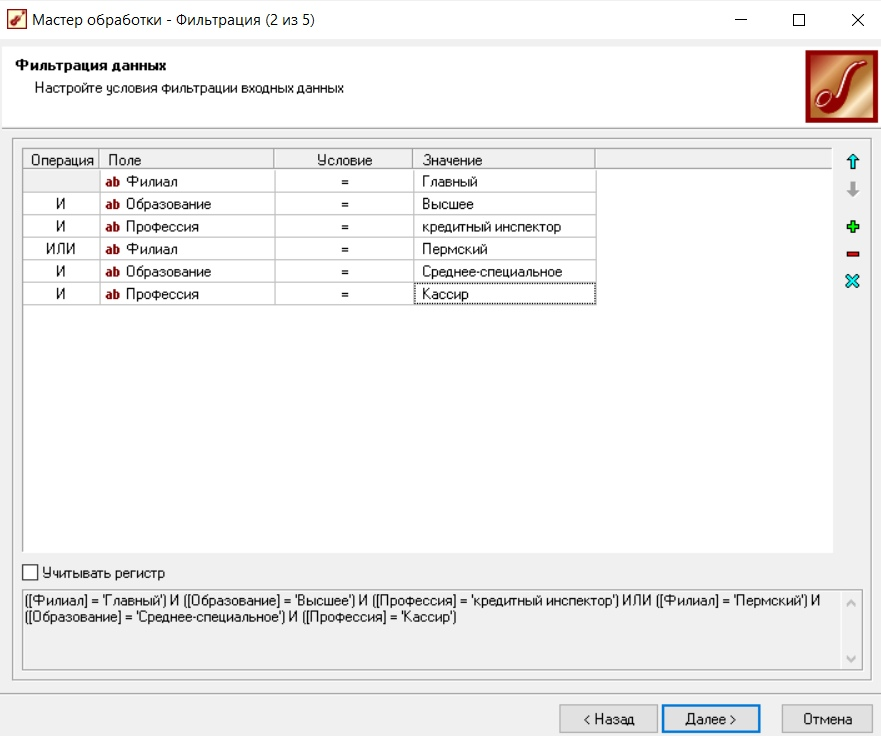 Мастер обработки - Фильтрация (2 из 5)
Фильтрация данных
Настройте условия фильтрации входных данных
Операция Поле Условие Значение
ab Филиал = Главный
И ab Образование = Высшее
И ab Профессия = кредитный инспектор
ИЛИ ab Филиал = Пермский
И ab Образование = Среднее-специальное
И ab Профессия = Кассир
Учитывать регистр
([Филиал] = 'Главный') И ([Образование] = 'Высшее') И ([Профессия] = 'кредитный инспектор') ИЛИ ([Филиал] = 'Пермский') И
([Образование] = 'Среднее-специальное') И ([Профессия] = 'Кассир')
< Назад Далее > Отмена